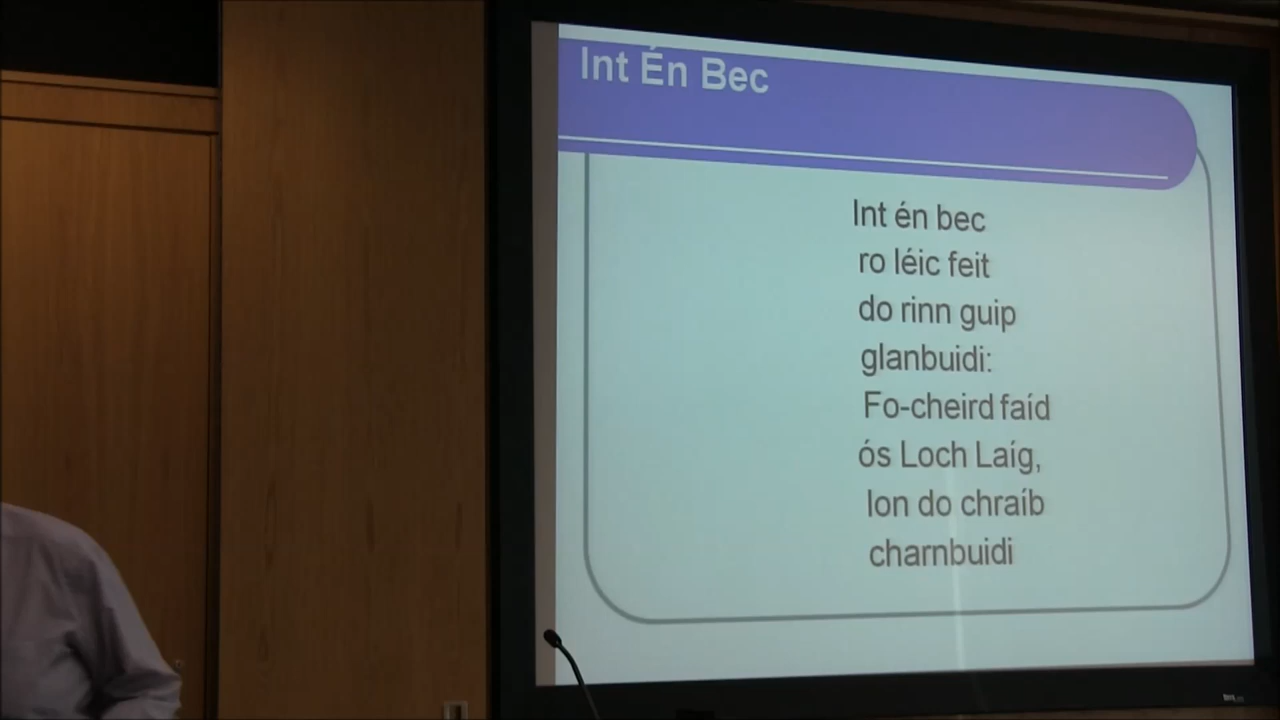 Int Én Bec
Int én bec
ro léic feit
do rinn guip
glanbuidi:
Fo-cheird faíd
ós Loch Laíg,
lon do chraíb
charnbuidi